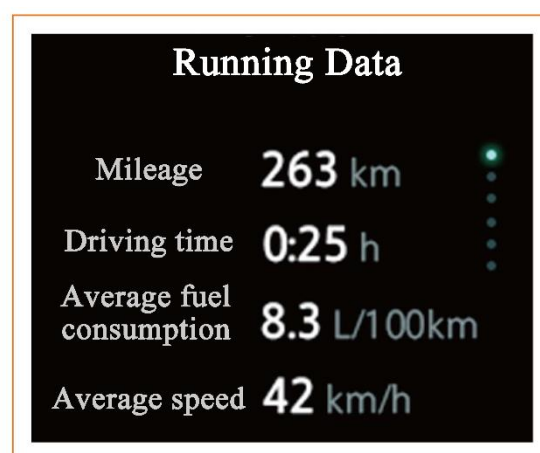 Running Data
Mileage 263 km
Driving time 0:25 h
Average fuel
consumption 8.3 L/100km
Average speed 42 km/h